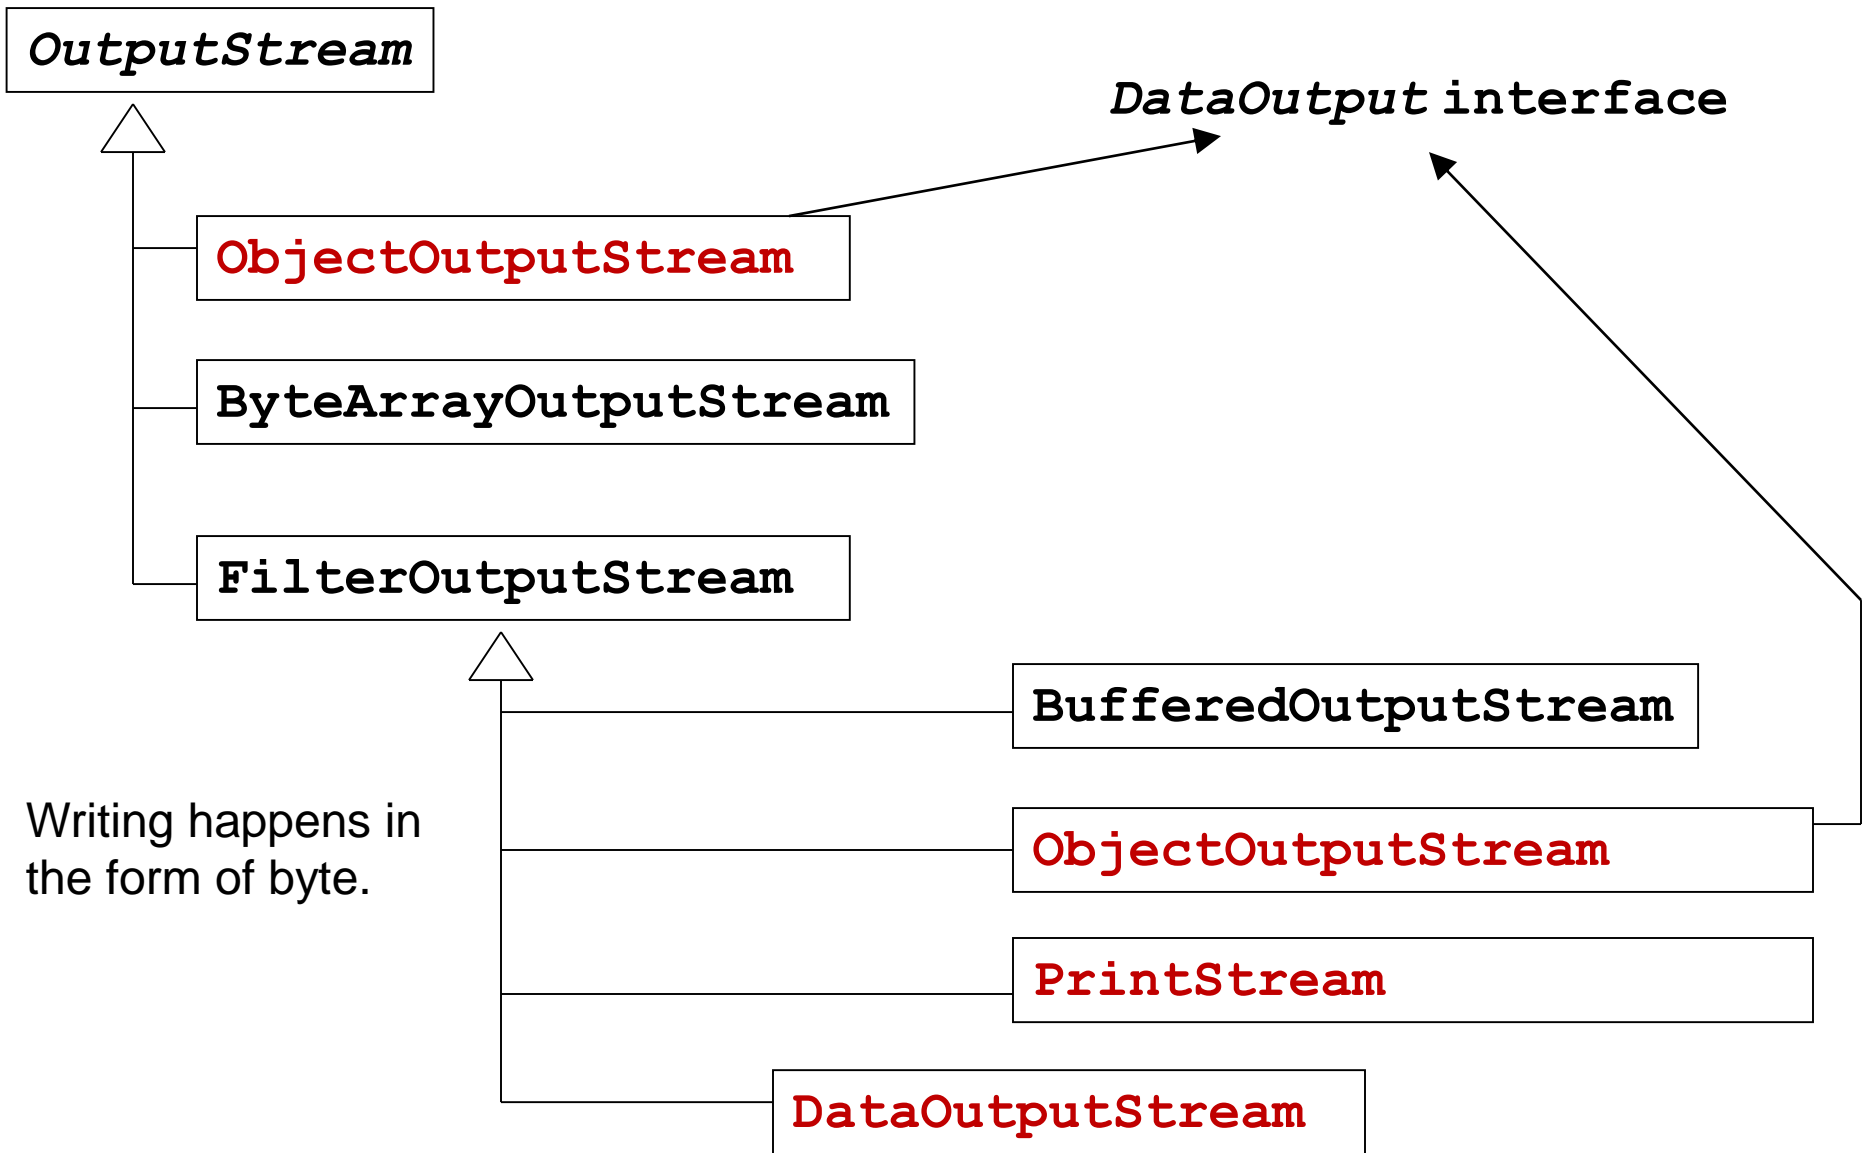 OutputStream
DataOutput interface
ObjectOutputStream
ByteArrayOutputStream
FilterOutputStream
BufferedOutputStream
Writing happens in
the form of byte.
ObjectOutputStream
PrintStream
DataOutputStream